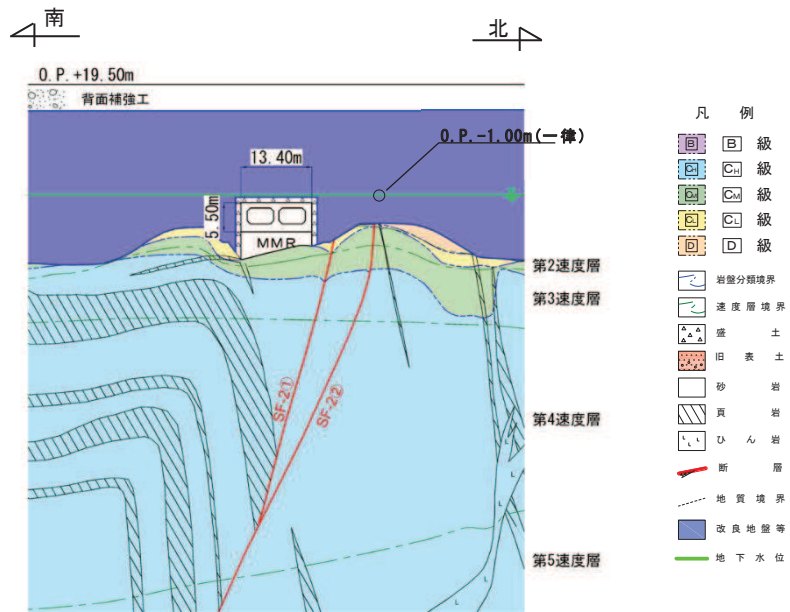 南
北
O.P.+19.50m
背面補強工
O.P.-1.00m(一律)
13.40m
5.50m
MMR
第2速度層
第3速度層
SF-2①
SF-2②
第4速度層
第5速度層
凡 例
B B 級
CH CH 級
CM CM 級
CL CL 級
D D 級
岩盤分類境界
速度層境界
盛 土
旧 表 土
砂 岩
頁 岩
ひ ん 岩
断 層
地 質 境 界
改 良 地 盤 等
地 下 水 位